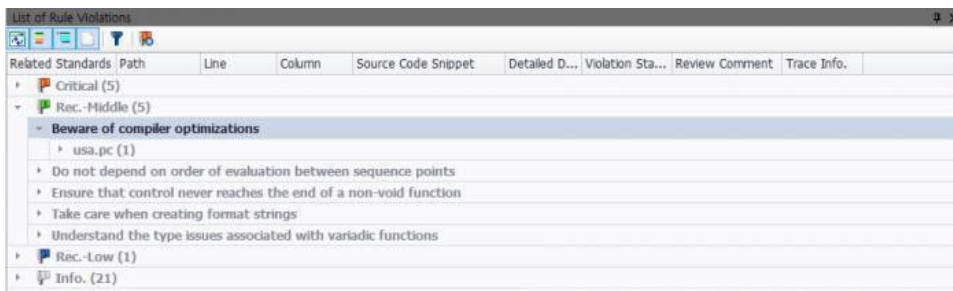 List of Rule Violations
Related Standards Path Line Column Source Code Snippet Detailed D... Violation Sta... Review Comment Trace Info.
Critical (5)
Rec.-Middle (5)
Beware of compiler optimizations
usa.pc (1)
Do not depend on order of evaluation between sequence points
Ensure that control never reaches the end of a non-void function
Take care when creating format strings
Understand the type issues associated with variadic functions
Rec.-Low (1)
Info. (21)